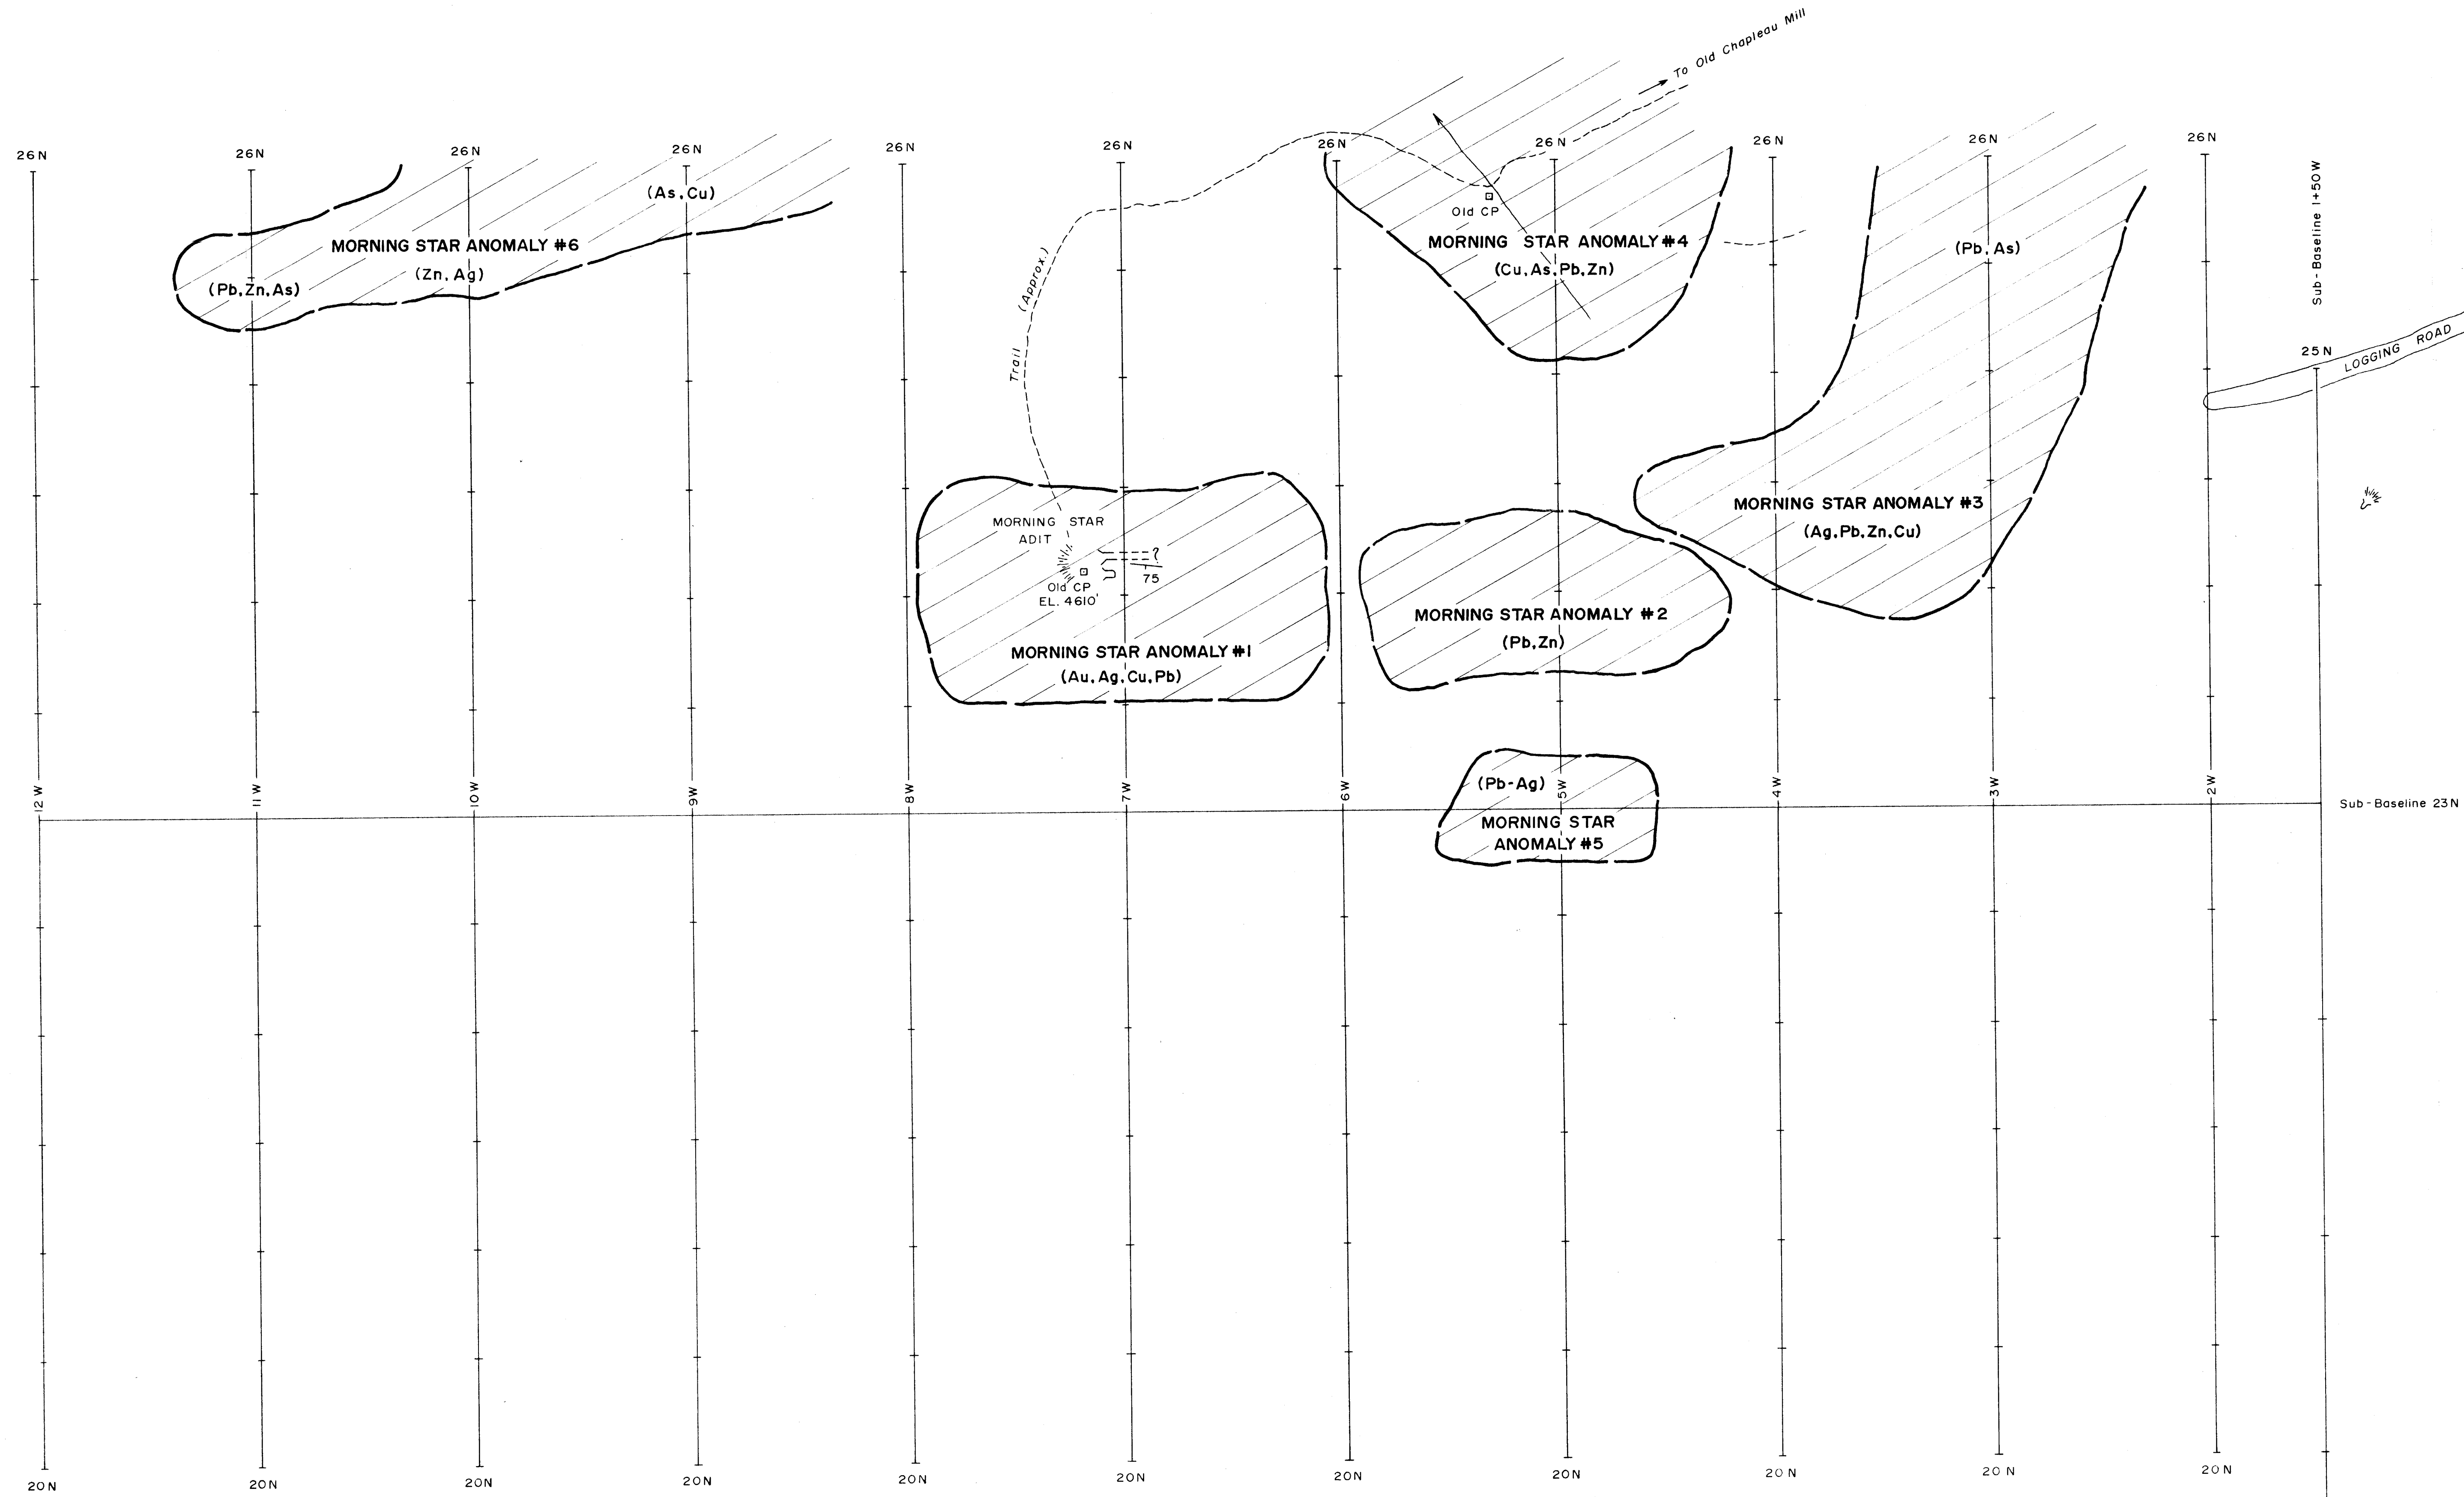 To Old Chapleau Mill
26N
26N
26N
26N
26N
26N
26N
26N
26N
26N
26N
Sub-Baseline 1+50W
(As,Cu)
Old CP
MORNING STAR ANOMALY #6
(Zn, Ag)
(Pb,Zn,As)
Trail (Approx.)
MORNING STAR ANOMALY #4
(Cu,As,Pb,Zn)
(Pb,As)
25N
LOGGING ROAD
MORNING STAR
ADIT
?
75
Old CP
EL. 4610'
MORNING STAR ANOMALY #3
(Ag,Pb,Zn,Cu)
MORNING STAR ANOMALY #2
(Pb,Zn)
MORNING STAR ANOMALY #1
(Au,Ag,Cu,Pb)
(Pb-Ag)
12W
11W
10W
9W
8W
7W
6W
5W
4W
3W
2W
Sub-Baseline 23N
MORNING STAR
ANOMALY #5
20N
20N
20N
20N
20N
20N
20N
20N
20N
20N
20N